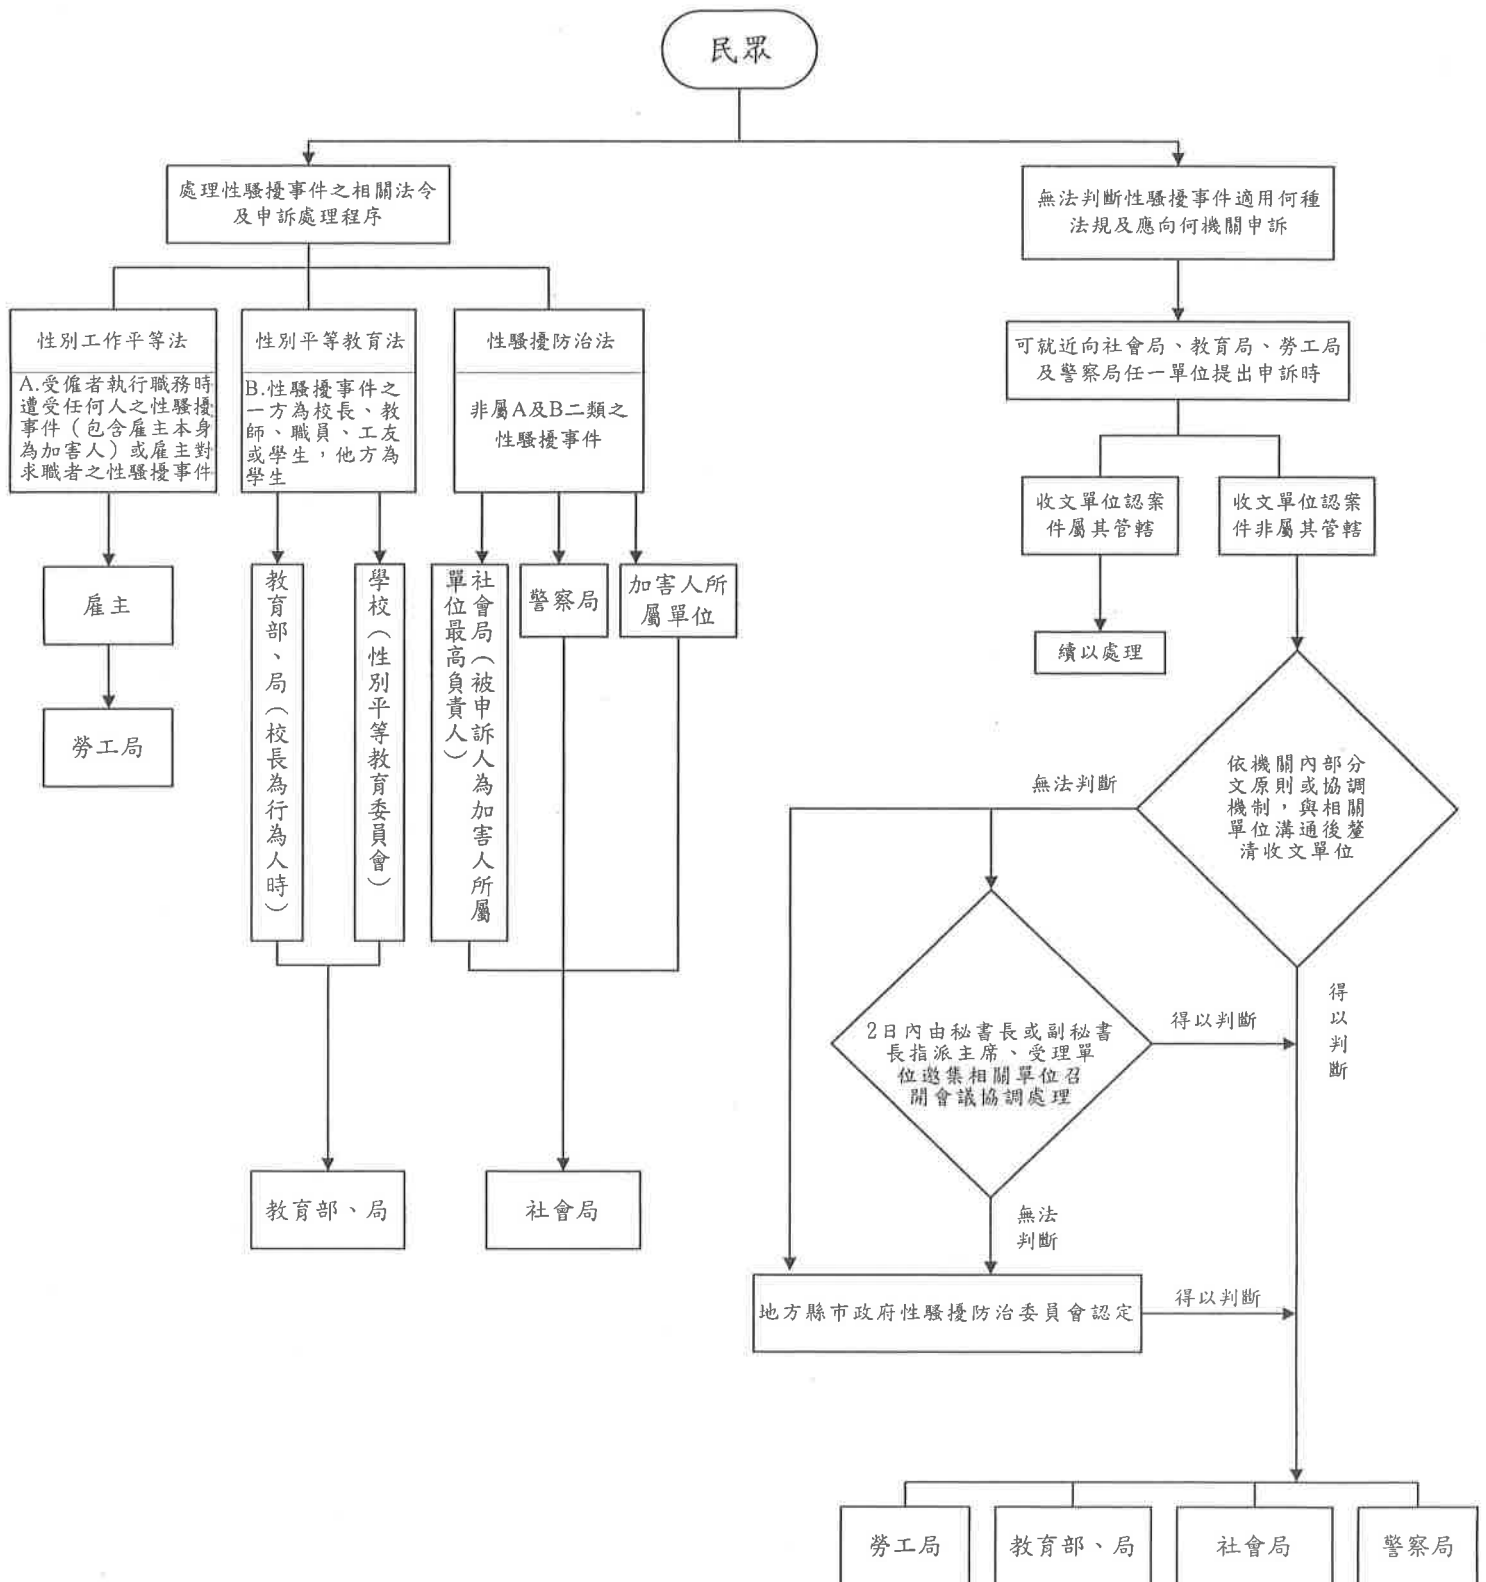 民眾
處理性騷擾事件之相關法令
及申訴處理程序
性別工作平等法
A.受僱者執行職務時
遭受任何人之性騷擾
事件（包含雇主本身
為加害人）或雇主對
求職者之性騷擾事件
雇主
勞工局
性別平等教育法
B.性騷擾事件之
一方為校長、教
師、職員、工友
或學生，他方為
學生
教育部、局（校長為行為人時）
學校（性別平等教育委員會）
教育部、局
性騷擾防治法
非屬A及B二類之
性騷擾事件
社會局（被申訴人為加害人所屬
單位最高負責人）
警察局
加害人所
屬單位
社會局
無法判斷性騷擾事件適用何種
法規及應向何機關申訴
可就近向社會局、教育局、勞工局
及警察局任一單位提出申訴時
收文單位認案
件屬其管轄
續以處理
收文單位認案
件非屬其管轄
依機關內部分
文原則或協調
機制，與相關
單位溝通後釐
清收文單位
無法判斷
得以判斷
2日內由秘書長或副秘書
長指派主席、受理單
位邀集相關單位召
開會議協調處理
得以判斷
無法
判斷
地方縣市政府性騷擾防治委員會認定
得以判斷
勞工局
教育部、局
社會局
警察局